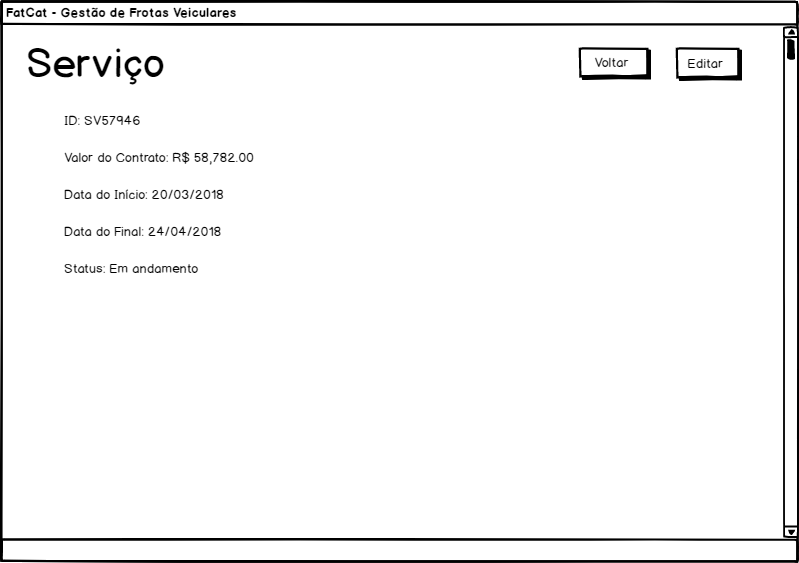 FatCat - Gestão de Frotas Veiculares
Serviço
Voltar
Editar
ID: SV57946
Valor do Contrato: R$ 58,782.00
Data do Início: 20/03/2018
Data do Final: 24/04/2018
Status: Em andamento